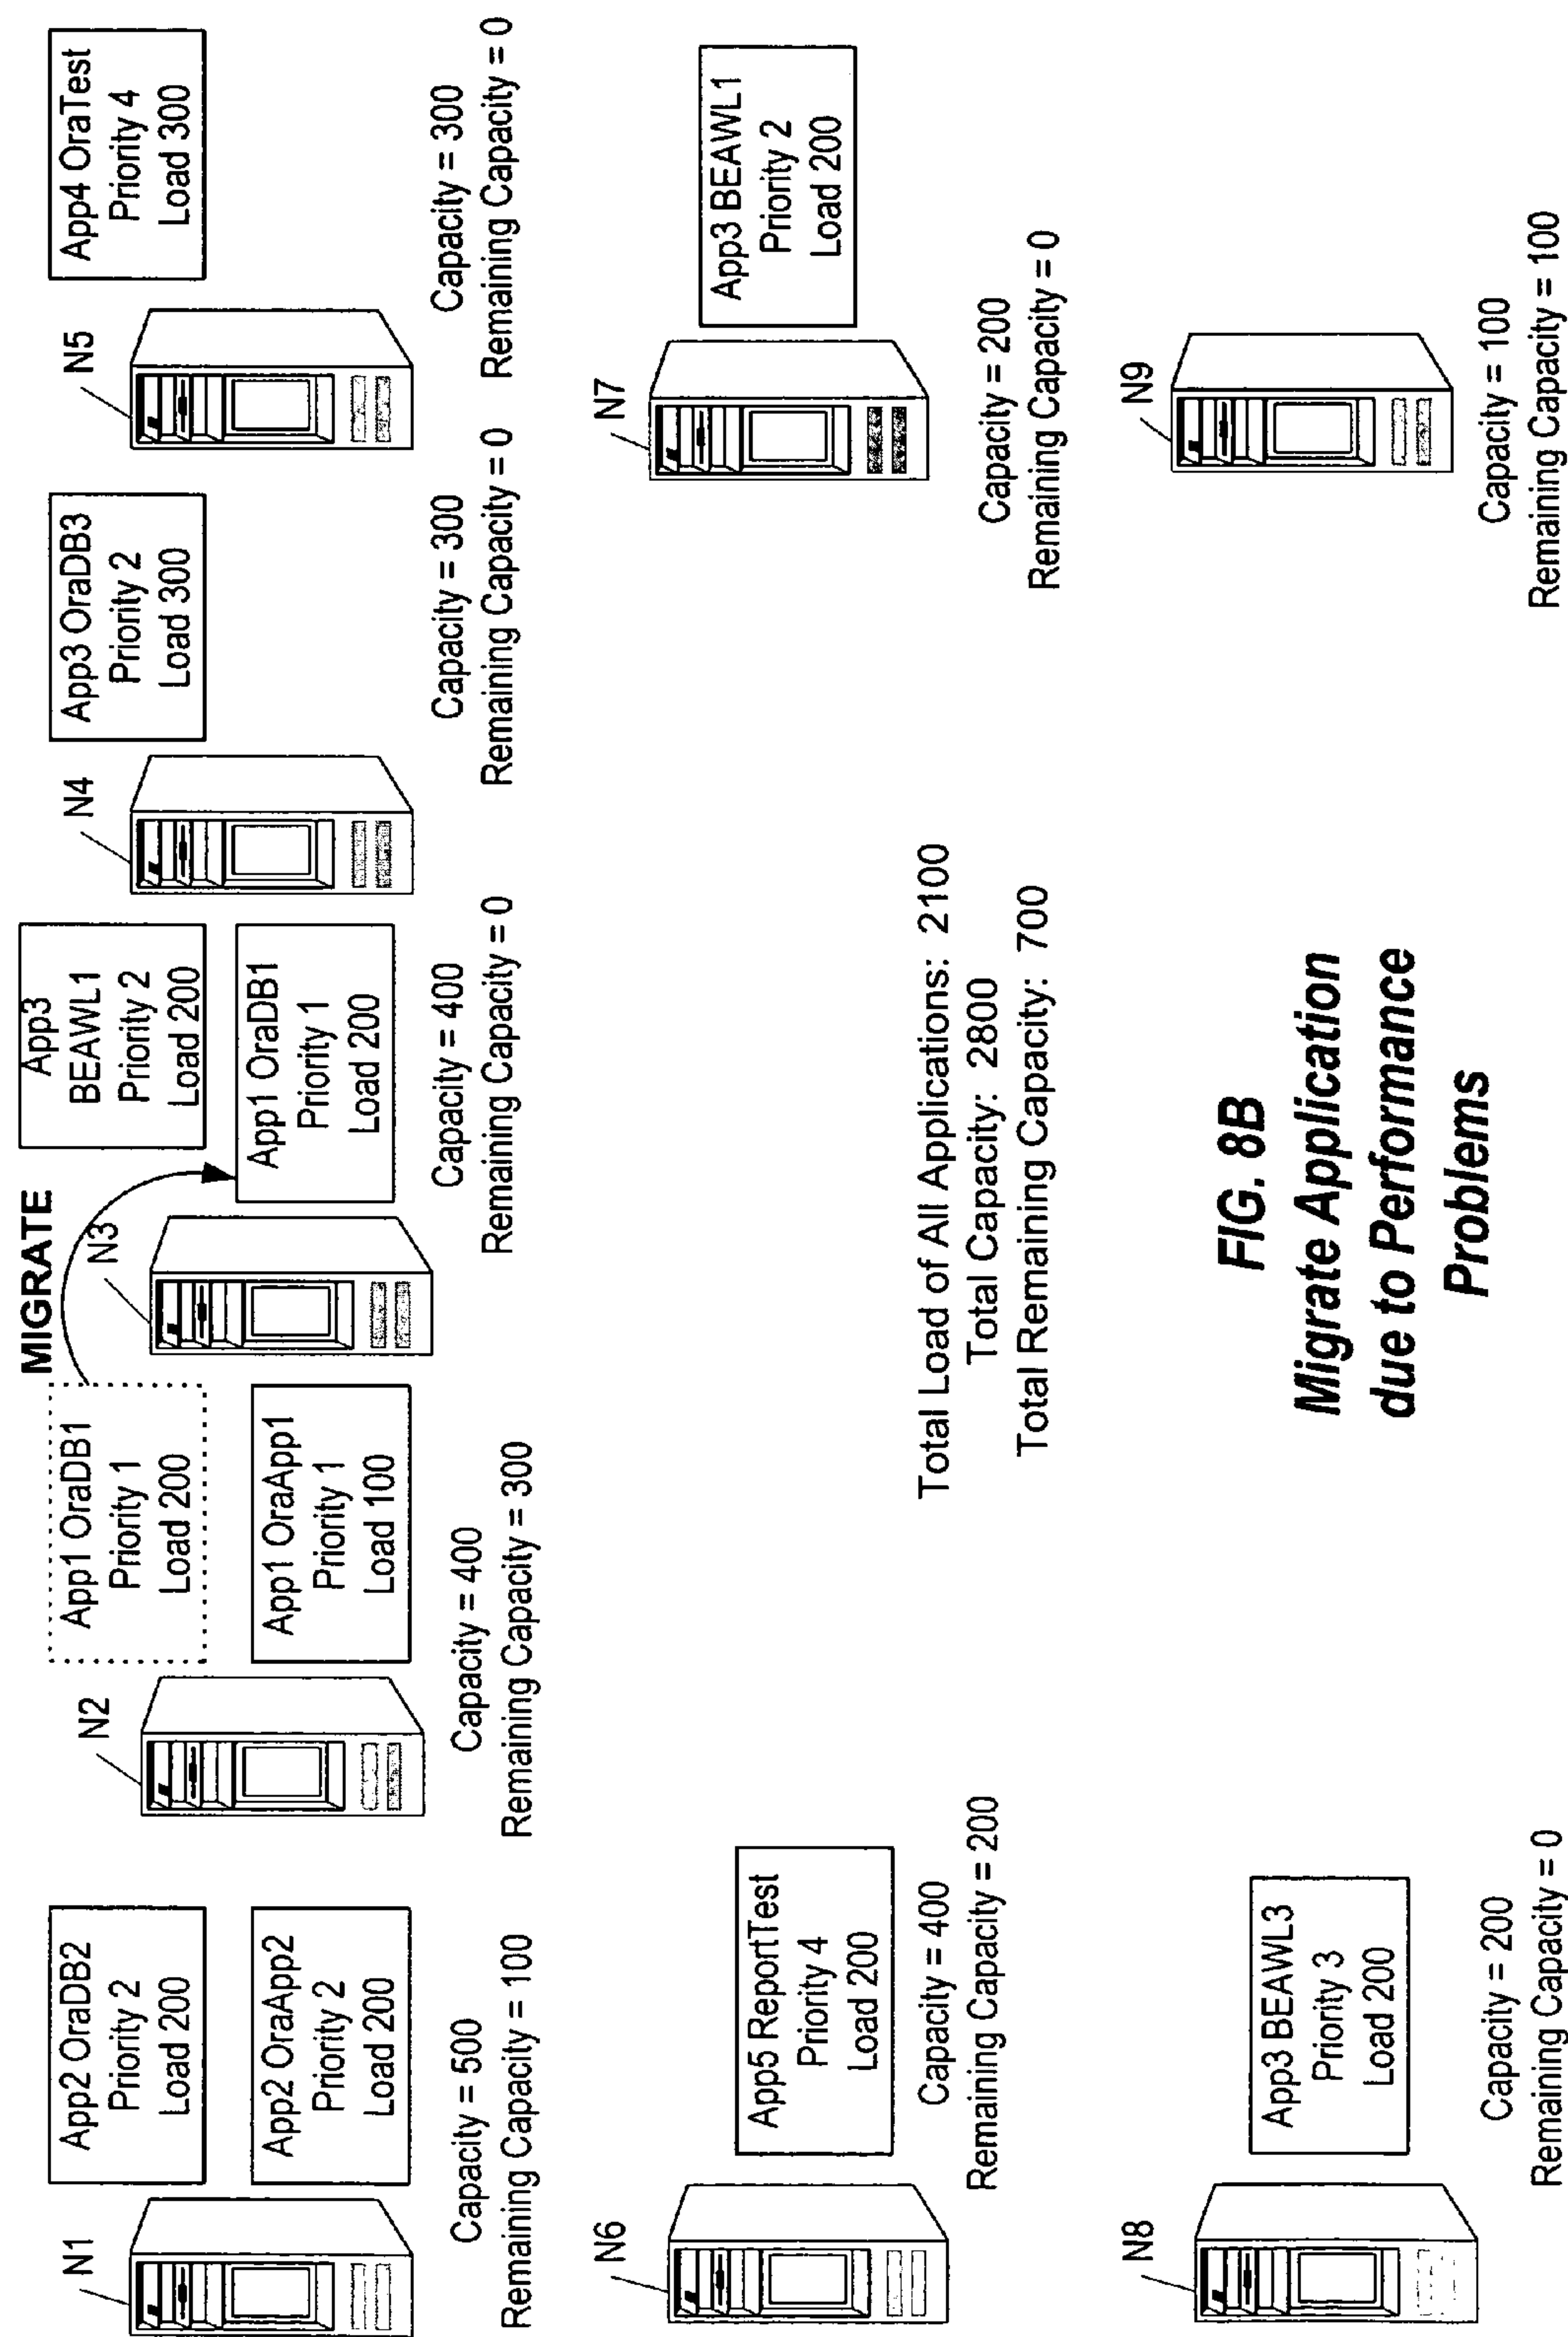 N1
App2 OraDB2
Priority 2
Load 200
App2 OraApp2
Priority 2
Load 200
Capacity = 500
Remaining Capacity = 100
N2
App1 OraDB1
Priority 1
Load 200
App1 OraApp1
Priority 1
Load 100
Capacity = 400
Remaining Capacity = 300
MIGRATE
N3
App3
BEAWL1
Priority 2
Load 200
App1 OraDB1
Priority 1
Load 200
Capacity = 400
Remaining Capacity = 0
N4
App3 OraDB3
Priority 2
Load 300
Capacity = 300
Remaining Capacity = 0
N5
App4 OraTest
Priority 4
Load 300
Capacity = 300
Remaining Capacity = 0
N6
App5 ReportTest
Priority 4
Load 200
Capacity = 400
Remaining Capacity = 200
N7
App3 BEAWL1
Priority 2
Load 200
Capacity = 200
Remaining Capacity = 0
Total Load of All Applications: 2100
Total Capacity: 2800
Total Remaining Capacity: 700
N8
App3 BEAWL3
Priority 3
Load 200
Capacity = 200
Remaining Capacity = 0
N9
Capacity = 100
Remaining Capacity = 100
FIG. 8B
Migrate Application
due to Performance
Problems